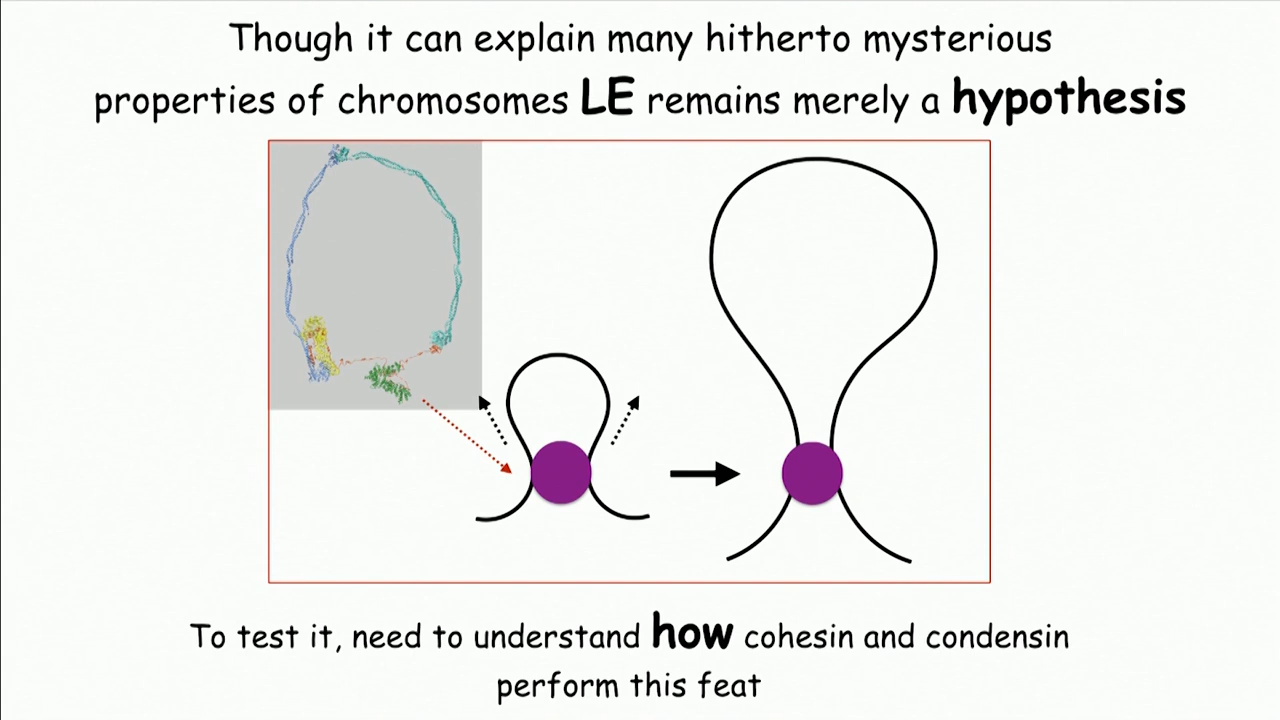 Though it can explain many hitherto mysterious
properties of chromosomes LE remains merely a hypothesis
To test it, need to understand how cohesin and condensin
perform this feat